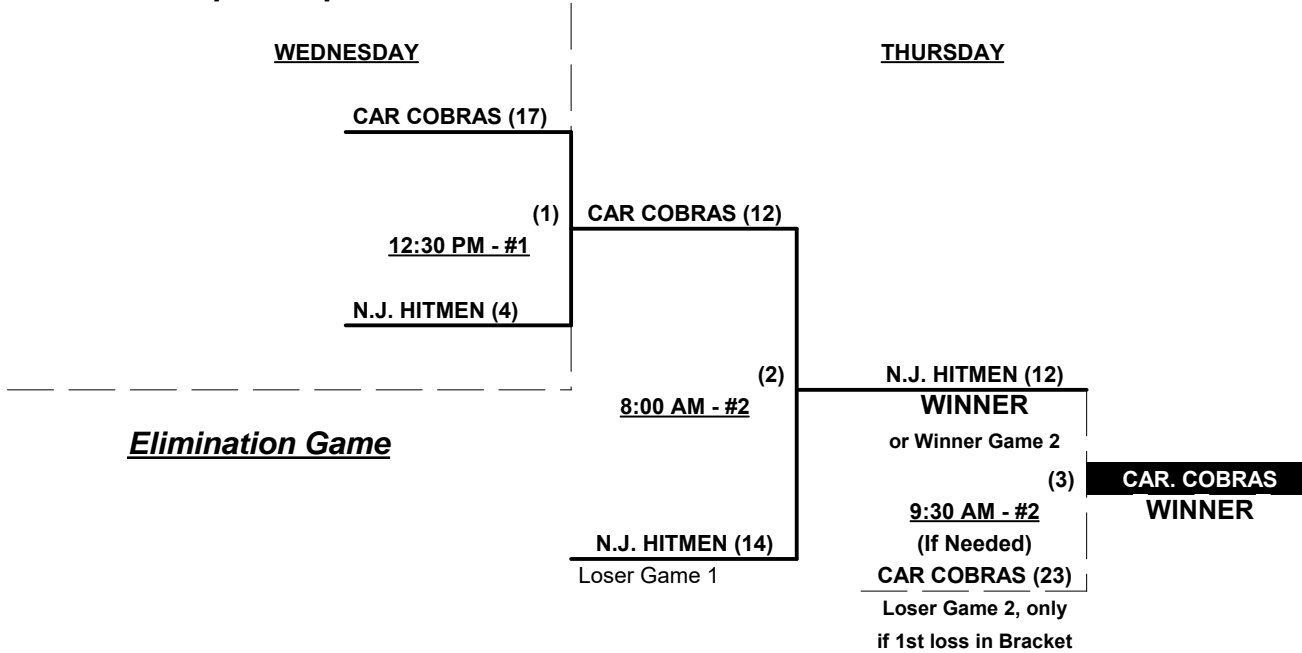 WEDNESDAY
THURSDAY
CAR COBRAS (17)
(1)
CAR COBRAS (12)
12:30 PM - #1
N.J. HITMEN (4)
(2)
N.J. HITMEN (12)
8:00 AM - #2
WINNER
Elimination Game
or Winner Game 2
(3)
CAR. COBRAS
9:30 AM - #2
WINNER
N.J. HITMEN (14)
(If Needed)
Loser Game 1
CAR COBRAS (23)
Loser Game 2, only
if 1st loss in Bracket